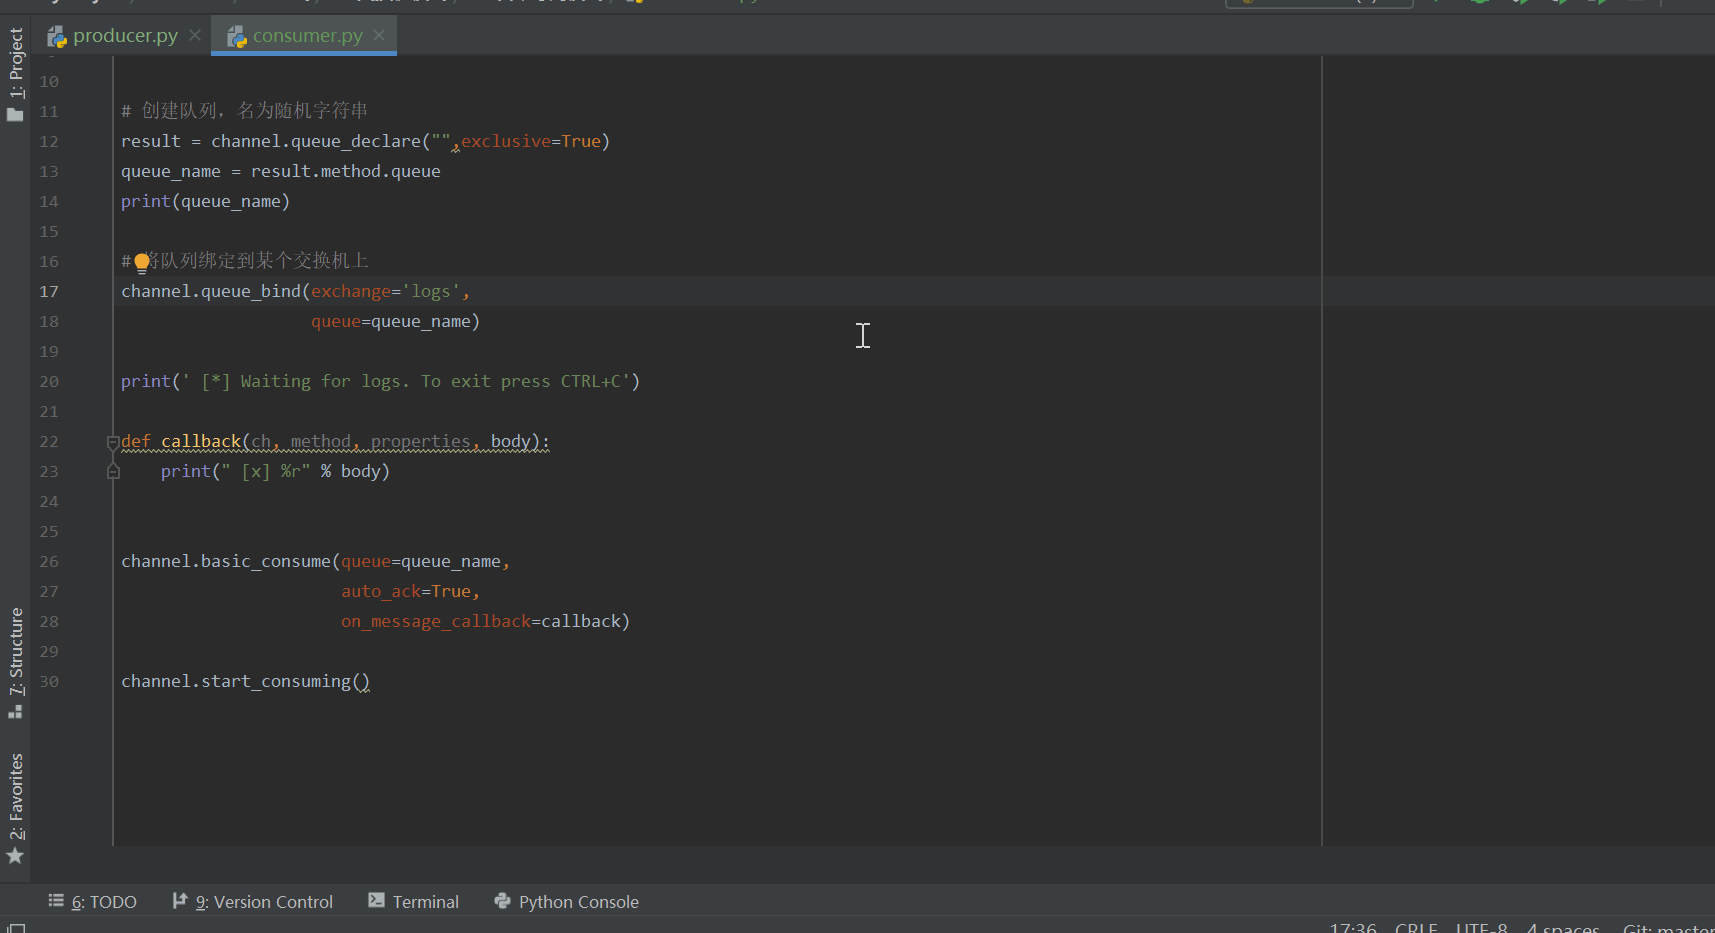 producer.py
consumer.py
1: Project
10
11 # 创建队列，名为随机字符串
12 result = channel.queue_declare("",exclusive=True)
13 queue_name = result.method.queue
14 print(queue_name)
15
16 # 将队列绑定到某个交换机上
17 channel.queue_bind(exchange='logs',
18 queue=queue_name)
19
20 print(' [*] Waiting for logs. To exit press CTRL+C')
21
22 def callback(ch, method, properties, body):
23 print(" [x] %r" % body)
24
25
26 channel.basic_consume(queue=queue_name,
27 auto_ack=True,
28 on_message_callback=callback)
29
30 channel.start_consuming()
7: Structure
2: Favorites
6: TODO
9: Version Control
Terminal
Python Console
17:36 CRLF UTF-8 4 spaces Git: master